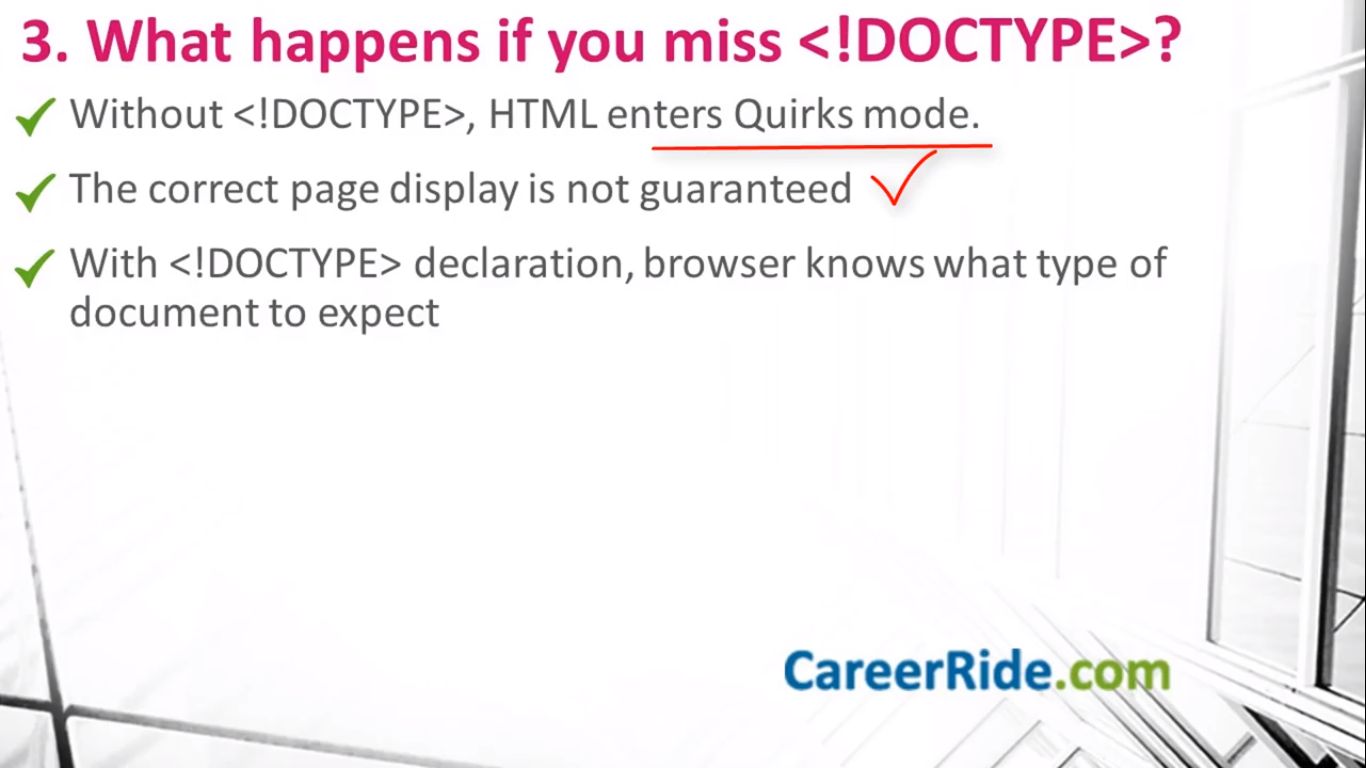 3. What happens if you miss <!DOCTYPE>?
Without <!DOCTYPE>, HTML enters Quirks mode.
The correct page display is not guaranteed
With <!DOCTYPE> declaration, browser knows what type of
document to expect
CareerRide.com